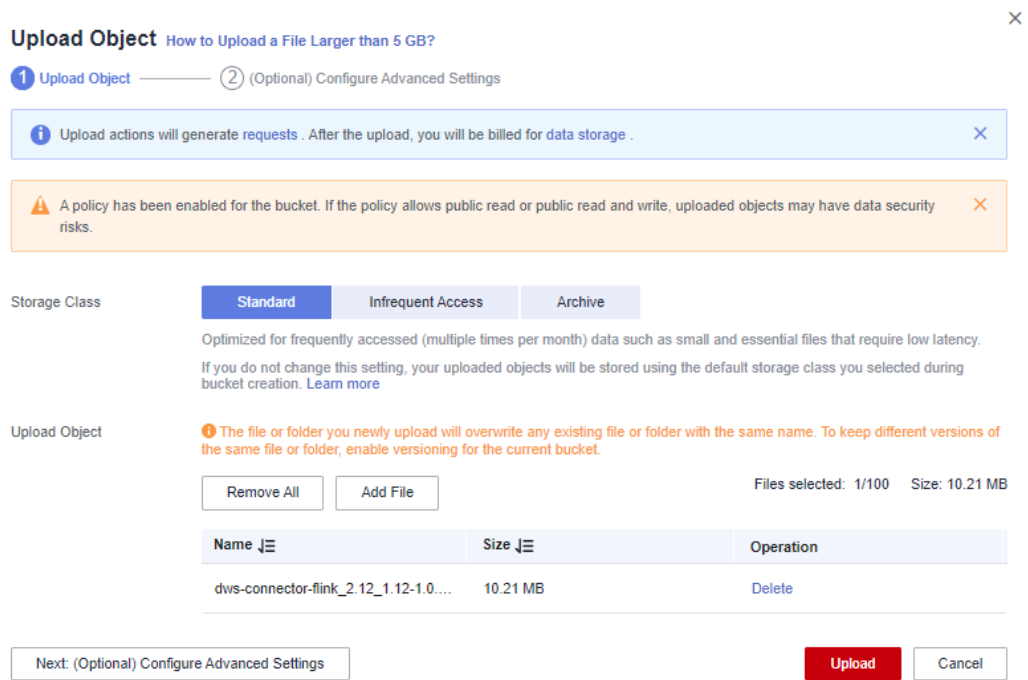 Upload Object How to Upload a File Larger than 5 GB?
1 Upload Object 2 (Optional) Configure Advanced Settings
Upload actions will generate requests . After the upload, you will be billed for data storage .
A policy has been enabled for the bucket. If the policy allows public read or public read and write, uploaded objects may have data security
risks.
Storage Class Standard Infrequent Access Archive
Optimized for frequently accessed (multiple times per month) data such as small and essential files that require low latency.
If you do not change this setting, your uploaded objects will be stored using the default storage class you selected during
bucket creation. Learn more
Upload Object The file or folder you newly upload will overwrite any existing file or folder with the same name. To keep different versions of
the same file or folder, enable versioning for the current bucket.
Remove All Add File Files selected: 1/100 Size: 10.21 MB
Name Size Operation
dws-connector-flink_2.12_1.12-1.0.... 10.21 MB Delete
Next: (Optional) Configure Advanced Settings Upload Cancel